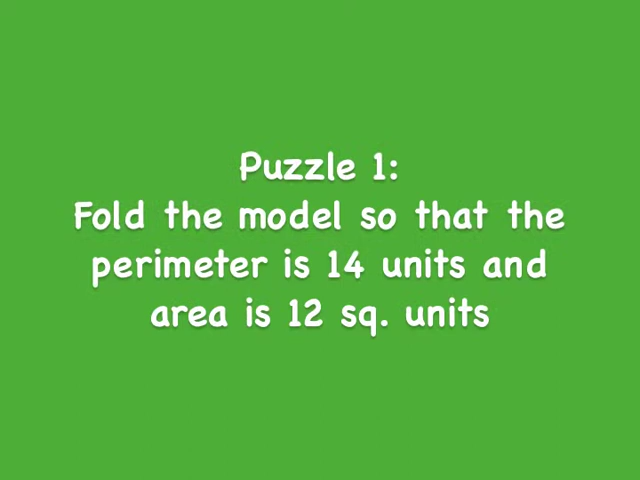 Puzzle 1:
Fold the model so that the
perimeter is 14 units and
area is 12 sq. units